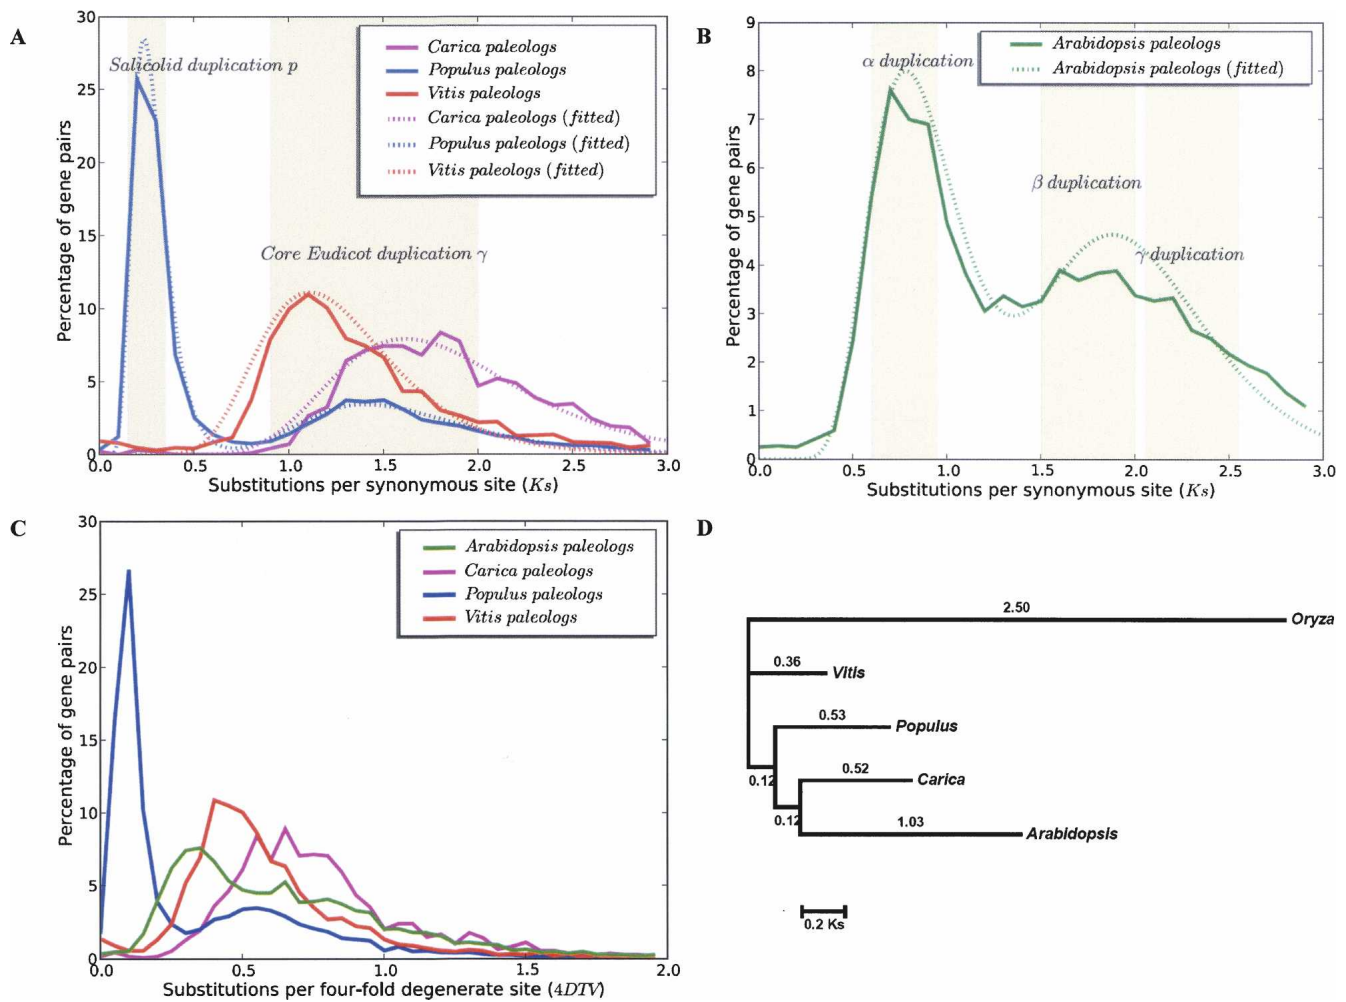 A
30
25
20
15
10
5
0
Percentage of gene pairs
Salicolid duplication p
Core Eudicot duplication γ
Carica paleologs
Populus paleologs
Vitis paleologs
Carica paleologs (fitted)
Populus paleologs (fitted)
Vitis paleologs (fitted)
0.0 0.5 1.0 1.5 2.0 2.5 3.0
Substitutions per synonymous site (Ks)
B
9
8
7
6
5
4
3
2
1
0
Percentage of gene pairs
α duplication
β duplication
γ duplication
Arabidopsis paleologs
Arabidopsis paleologs (fitted)
0.0 0.5 1.0 1.5 2.0 2.5 3.0
Substitutions per synonymous site (Ks)
C
30
25
20
15
10
5
0
Percentage of gene pairs
Arabidopsis paleologs
Carica paleologs
Populus paleologs
Vitis paleologs
0.0 0.5 1.0 1.5 2.0
Substitutions per four-fold degenerate site (4DTV)
D
2.50
Oryza
0.36
Vitis
0.53
Populus
0.12
0.52
Carica
0.12
1.03
Arabidopsis
0.2 Ks